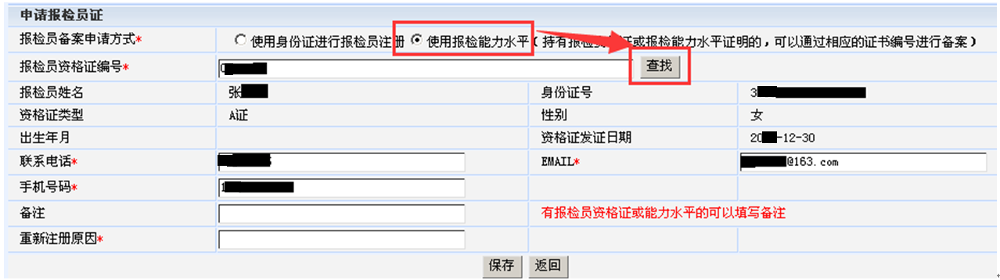 申请报检员证
报检员备案申请方式* 使用身份证进行报检员注册 使用报检能力水平(持有报检 证或报检能力水平证明的,可以通过相应的证书编号进行备案)
报检员资格证编号* 查找
报检员姓名 张 身份证号 3
资格证类型 A证 性别 女
出生年月 资格证发证日期 20 -12-30
联系电话* EMAIL* @163.com
手机号码* 1
备注 有报检员资格证或能力水平的可以填写备注
重新注册原因*
保存 返回